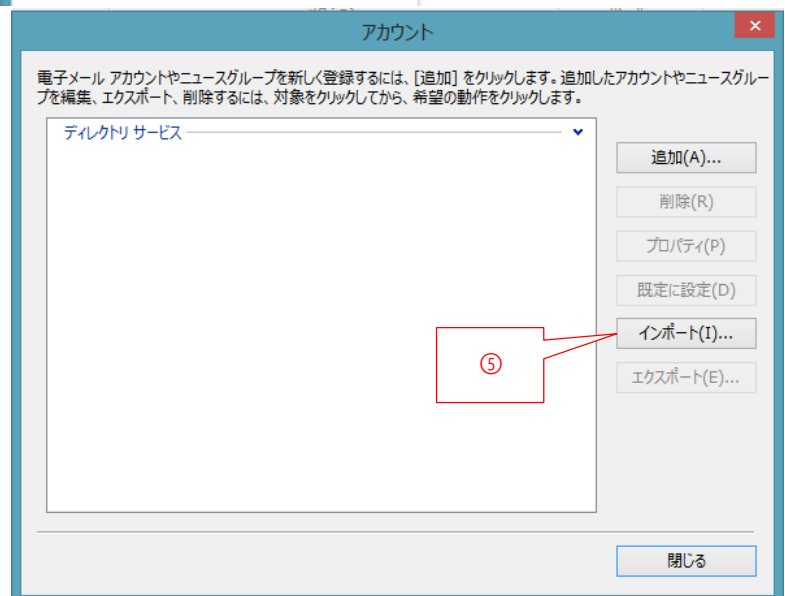 アカウント
電子メール アカウントやニュースグループを新しく登録するには、[追加] をクリックします。追加したアカウントやニュースグルー
プを編集、エクスポート、削除するには、対象をクリックしてから、希望の動作をクリックします。
ディレクトリ サービス
追加(A)...
削除(R)
プロパティ(P)
既定に設定(D)
インポート(I)...
⑤
エクスポート(E)...
閉じる